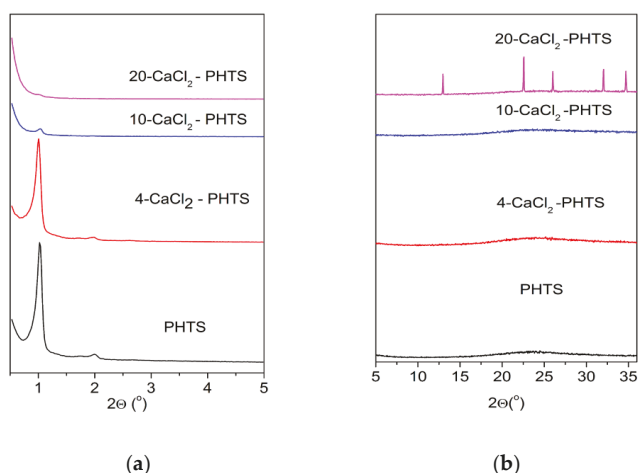 20-CaCl2- PHTS
10-CaCl2- PHTS
4-CaCl2 - PHTS
PHTS
1 2 3 4 5
2Θ (o)
(a)
20-CaCl2-PHTS
10-CaCl2-PHTS
4-CaCl2-PHTS
PHTS
5 10 15 20 25 30 35
2Θ(o)
(b)